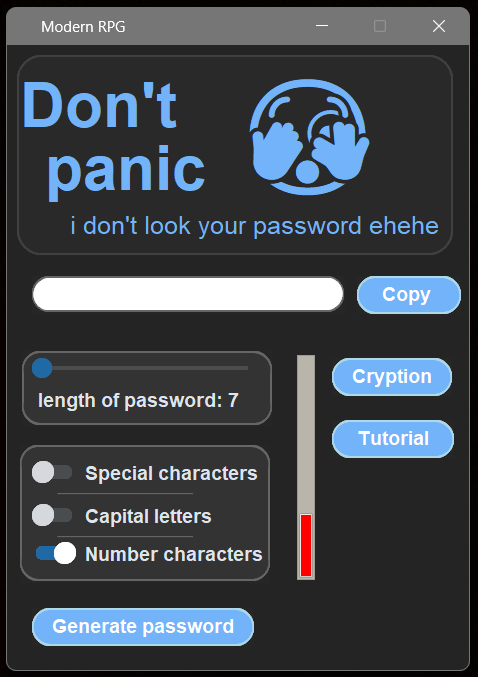 Modern RPG
Don't
panic
i don't look your password ehehe
Copy
length of password: 7
Cryption
Tutorial
Special characters
Capital letters
Number characters
Generate password